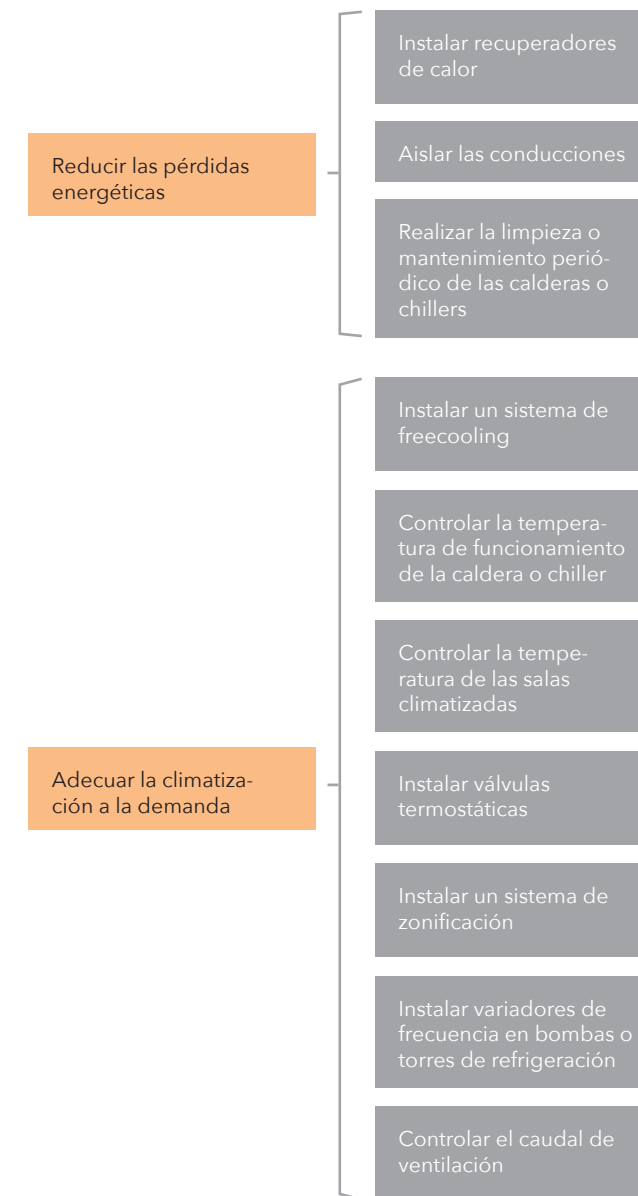 Instalar recuperadores
de calor
Reducir las pérdidas
energéticas
Aislar las conducciones
Realizar la limpieza o
mantenimiento perió-
dico de las calderas o
chillers
Instalar un sistema de
freecooling
Controlar la tempera-
tura de funcionamiento
de la caldera o chiller
Controlar la tempe-
ratura de las salas
climatizadas
Adecuar la climatiza-
ción a la demanda
Instalar válvulas
termostáticas
Instalar un sistema de
zonificación
Instalar variadores de
frecuencia en bombas o
torres de refrigeración
Controlar el caudal de
ventilación